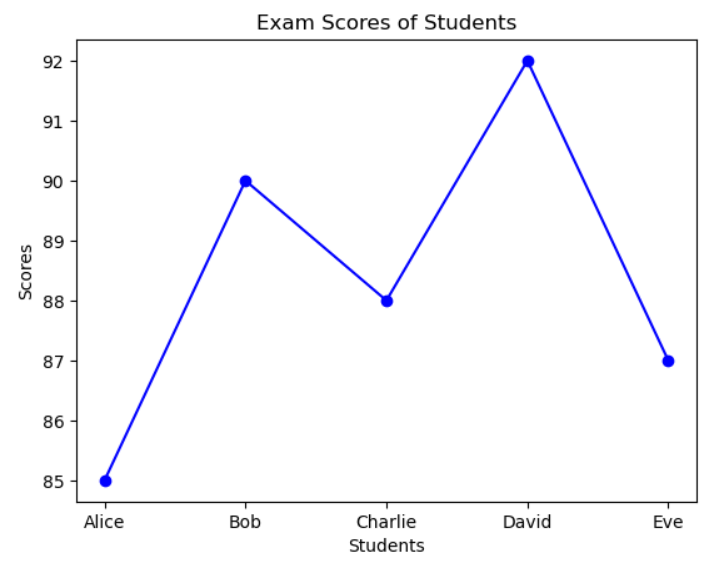 Exam Scores of Students
92
91
90
89
88
87
86
85
Scores
Alice Bob Charlie David Eve
Students